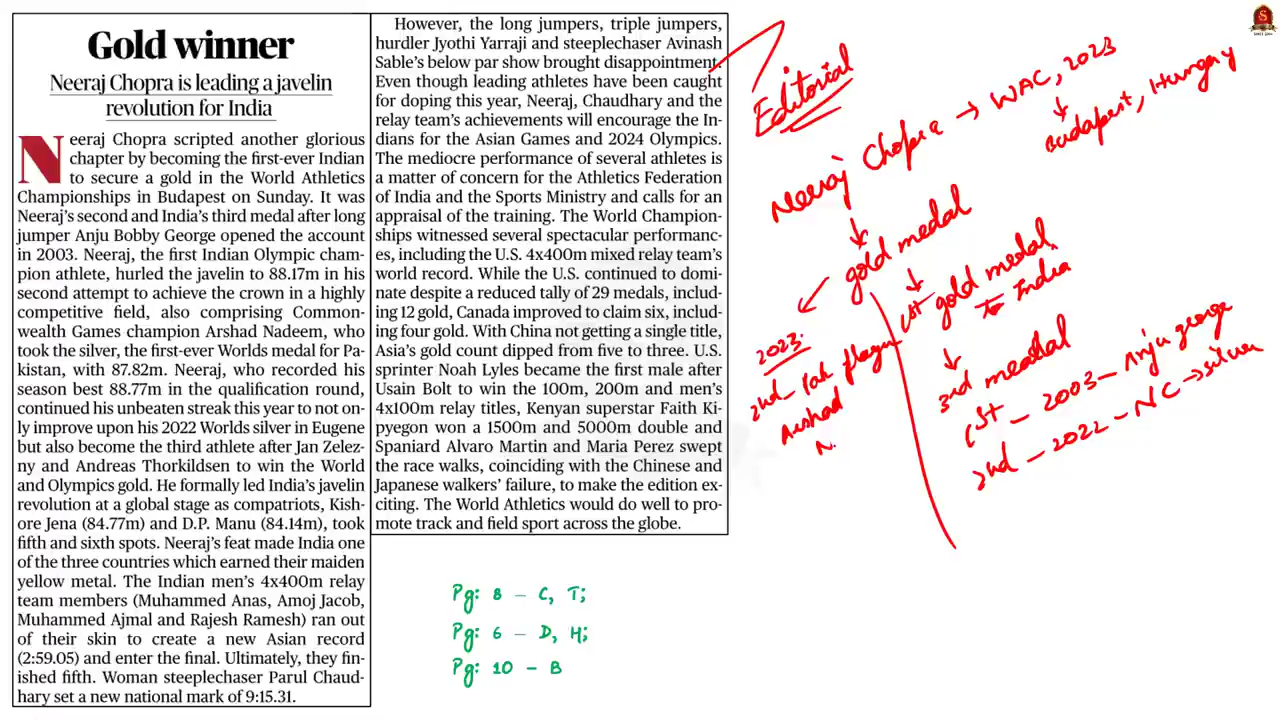 Gold winner
Neeraj Chopra is leading a javelin
revolution for India
Neeraj Chopra scripted another glorious
chapter by becoming the first-ever Indian
to secure a gold in the World Athletics
Championships in Budapest on Sunday. It was
Neeraj's second and India's third medal after long
jumper Anju Bobby George opened the account
in 2003. Neeraj, the first Indian Olympic cham-
pion athlete, hurled the javelin to 88.17m in his
second attempt to achieve the crown in a highly
competitive field, also comprising Common-
wealth Games champion Arshad Nadeem, who
took the silver, the first-ever Worlds medal for Pa-
kistan, with 87.82m. Neeraj, who recorded his
season best 88.77m in the qualification round,
continued his unbeaten streak this year to not on-
ly improve upon his 2022 Worlds silver in Eugene
but also become the third athlete after Jan Zelez-
ny and Andreas Thorkildsen to win the World
and Olympics gold. He formally led India's javelin
revolution at a global stage as compatriots, Kish-
ore Jena (84.77m) and D.P. Manu (84.14m), took
fifth and sixth spots. Neeraj's feat made India one
of the three countries which earned their maiden
yellow metal. The Indian men's 4x400m relay
team members (Muhammed Anas, Amoj Jacob,
Muhammed Ajmal and Rajesh Ramesh) ran out
of their skin to create a new Asian record
(2:59.05) and enter the final. Ultimately, they fin-
ished fifth. Woman steeplechaser Parul Chaud-
hary set a new national mark of 9:15.31.
However, the long jumpers, triple jumpers,
hurdler Jyothi Yarraji and steeplechaser Avinash
Sable's below par show brought disappointment.
Even though leading athletes have been caught
for doping this year, Neeraj, Chaudhary and the
relay team's achievements will encourage the In-
dians for the Asian Games and 2024 Olympics.
The mediocre performance of several athletes is
a matter of concern for the Athletics Federation
of India and the Sports Ministry and calls for an
appraisal of the training. The World Champion-
ships witnessed several spectacular performanc-
es, including the U.S. 4x400m mixed relay team's
world record. While the U.S. continued to domi-
nate despite a reduced tally of 29 medals, includ-
ing 12 gold, Canada improved to claim six, includ-
ing four gold. With China not getting a single title,
Asia's gold count dipped from five to three. U.S.
sprinter Noah Lyles became the first male after
Usain Bolt to win the 100m, 200m and men's
4x100m relay titles, Kenyan superstar Faith Ki-
pyegon won a 1500m and 5000m double and
Spaniard Alvaro Martin and Maria Perez swept
the race walks, coinciding with the Chinese and
Japanese walkers' failure, to make the edition ex-
citing. The World Athletics would do well to pro-
mote track and field sport across the globe.
Pg: 8 – C, T;
Pg: 6 – D, H;
Pg: 10 – B
Editorial
Neeraj Chopra → WAC, 2023
Budapest, Hungary
gold medal
1st gold medal
to India
2023.
2nd – Pak
Arshad
N.
3rd medal
1st – 2003 – Anju george
2nd – 2022 – NC → silver